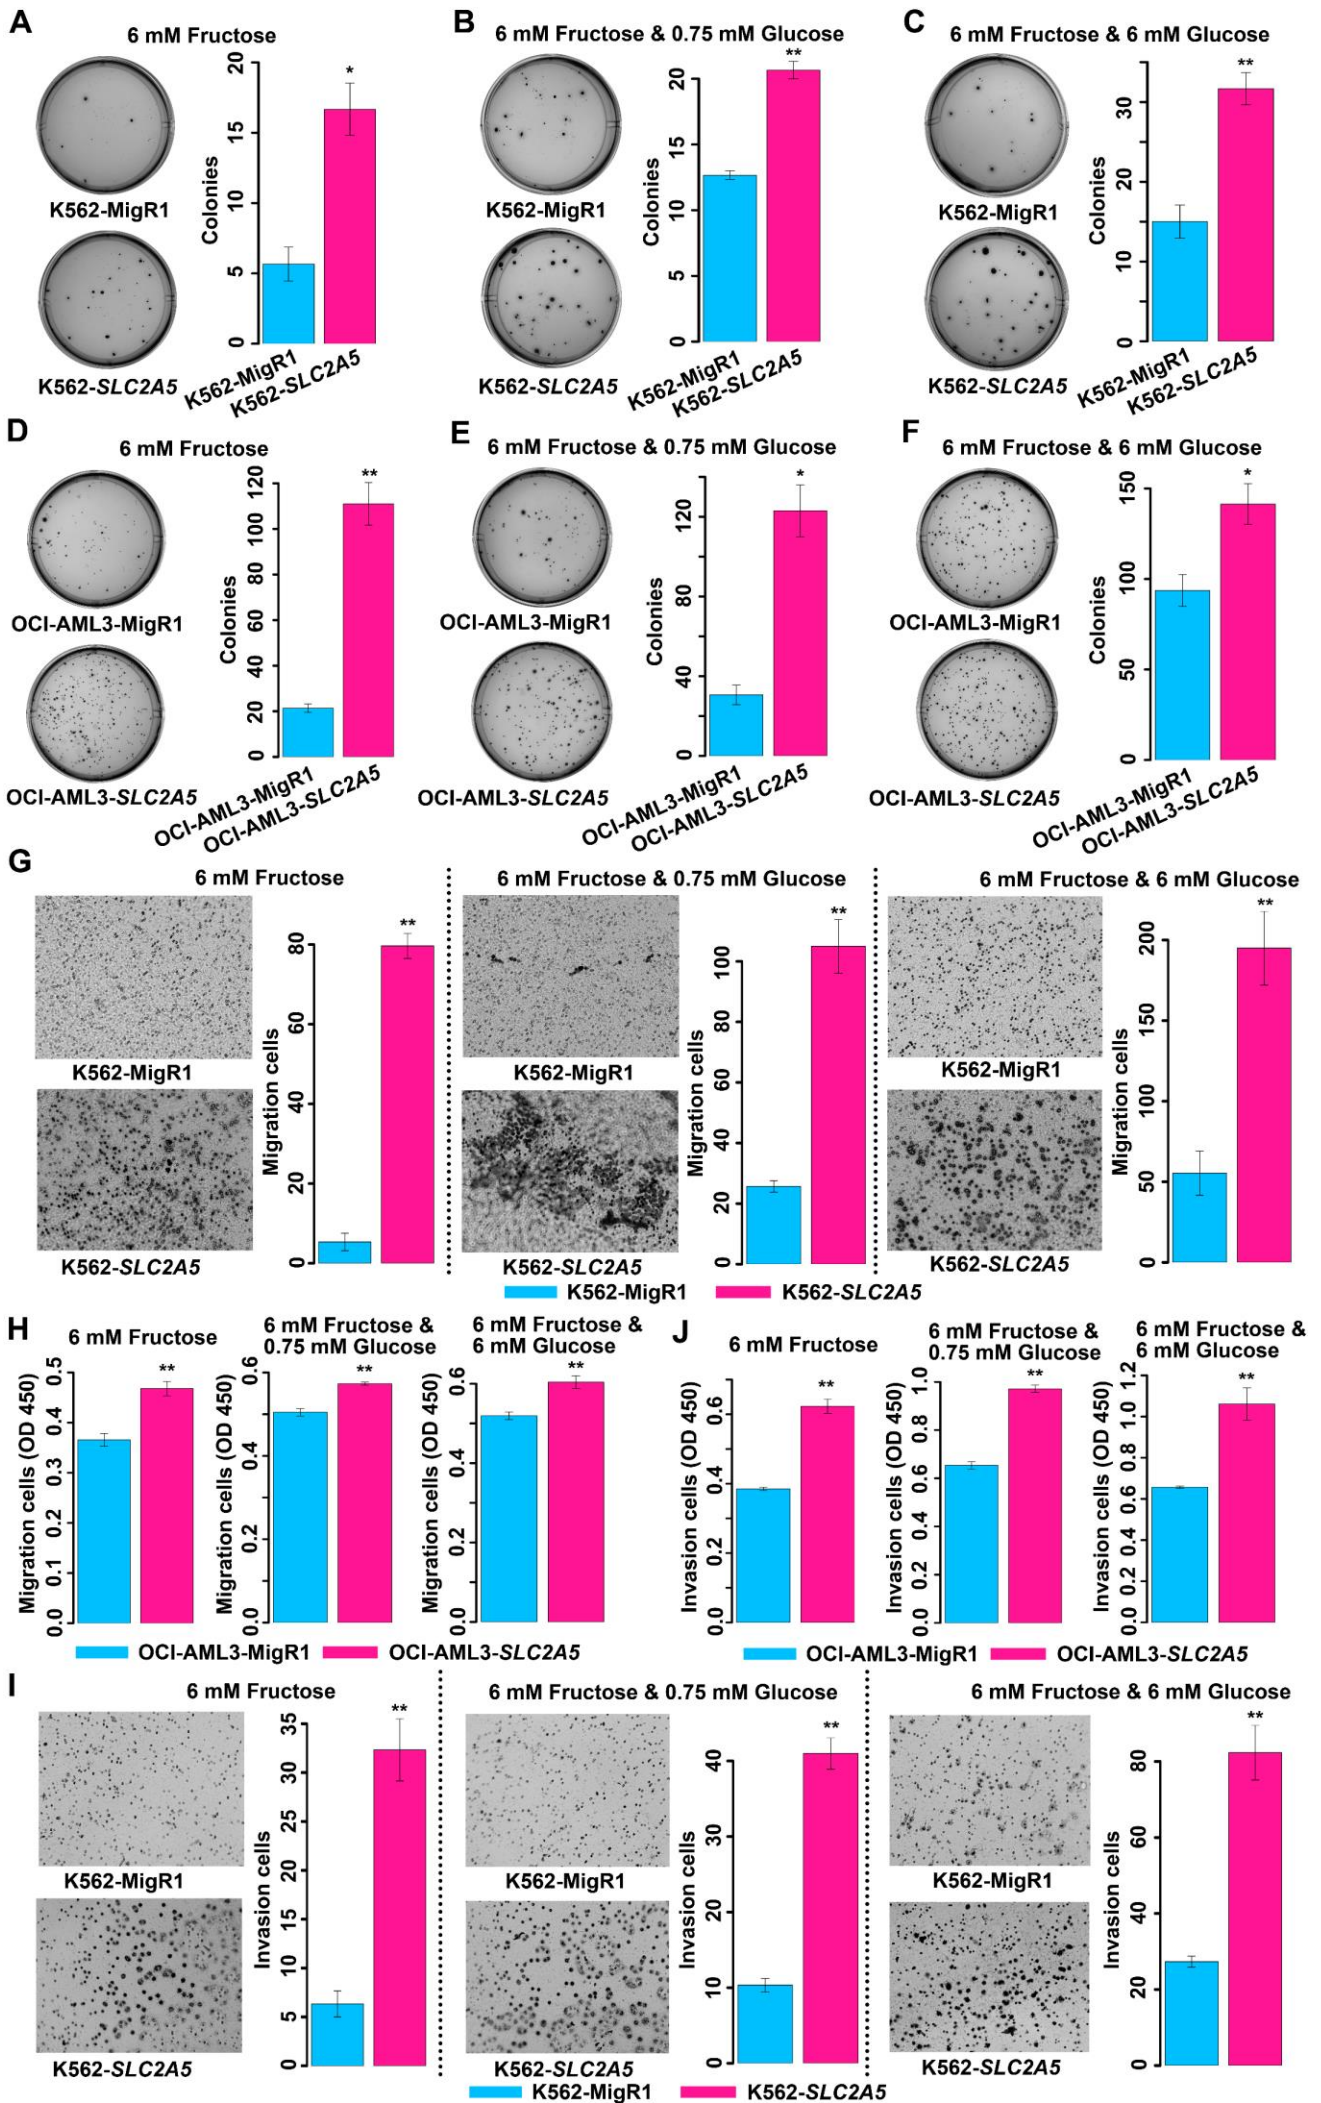 A
6 mM Fructose
K562-MigR1
K562-SLC2A5
Colonies
0
5
10
15
20
*
K562-MigR1
K562-SLC2A5
B
6 mM Fructose & 0.75 mM Glucose
K562-MigR1
K562-SLC2A5
Colonies
0
5
10
15
20
**
K562-MigR1
K562-SLC2A5
C
6 mM Fructose & 6 mM Glucose
K562-MigR1
K562-SLC2A5
Colonies
0
10
20
30
**
K562-MigR1
K562-SLC2A5
D
6 mM Fructose
OCI-AML3-MigR1
OCI-AML3-SLC2A5
Colonies
0
20
40
60
80
100
120
**
OCI-AML3-MigR1
OCI-AML3-SLC2A5
E
6 mM Fructose & 0.75 mM Glucose
OCI-AML3-MigR1
OCI-AML3-SLC2A5
Colonies
0
40
80
120
*
OCI-AML3-MigR1
OCI-AML3-SLC2A5
F
6 mM Fructose & 6 mM Glucose
OCI-AML3-MigR1
OCI-AML3-SLC2A5
Colonies
0
50
100
150
*
OCI-AML3-MigR1
OCI-AML3-SLC2A5
G
6 mM Fructose
K562-MigR1
K562-SLC2A5
Migration cells
0
20
40
60
80
**
6 mM Fructose & 0.75 mM Glucose
K562-MigR1
K562-SLC2A5
Migration cells
0
20
40
60
80
100
**
6 mM Fructose & 6 mM Glucose
K562-MigR1
K562-SLC2A5
Migration cells
0
50
100
150
200
**
K562-MigR1
K562-SLC2A5
H
6 mM Fructose
Migration cells (OD 450)
0.0
0.1
0.2
0.3
0.4
0.5
**
6 mM Fructose &
0.75 mM Glucose
Migration cells (OD 450)
0.0
0.2
0.4
0.6
**
6 mM Fructose &
6 mM Glucose
Migration cells (OD 450)
0.0
0.2
0.4
0.6
**
OCI-AML3-MigR1
OCI-AML3-SLC2A5
J
6 mM Fructose
Invasion cells (OD 450)
0.0
0.2
0.4
0.6
**
6 mM Fructose &
0.75 mM Glucose
Invasion cells (OD 450)
0.0
0.2
0.4
0.6
0.8
1.0
**
6 mM Fructose &
6 mM Glucose
Invasion cells (OD 450)
0.0
0.2
0.4
0.6
0.8
1.0
1.2
**
OCI-AML3-MigR1
OCI-AML3-SLC2A5
I
6 mM Fructose
K562-MigR1
K562-SLC2A5
Invasion cells
0
5
10
15
20
25
30
35
**
6 mM Fructose & 0.75 mM Glucose
K562-MigR1
K562-SLC2A5
Invasion cells
0
10
20
30
40
**
6 mM Fructose & 6 mM Glucose
K562-MigR1
K562-SLC2A5
Invasion cells
0
20
40
60
80
**
K562-MigR1
K562-SLC2A5